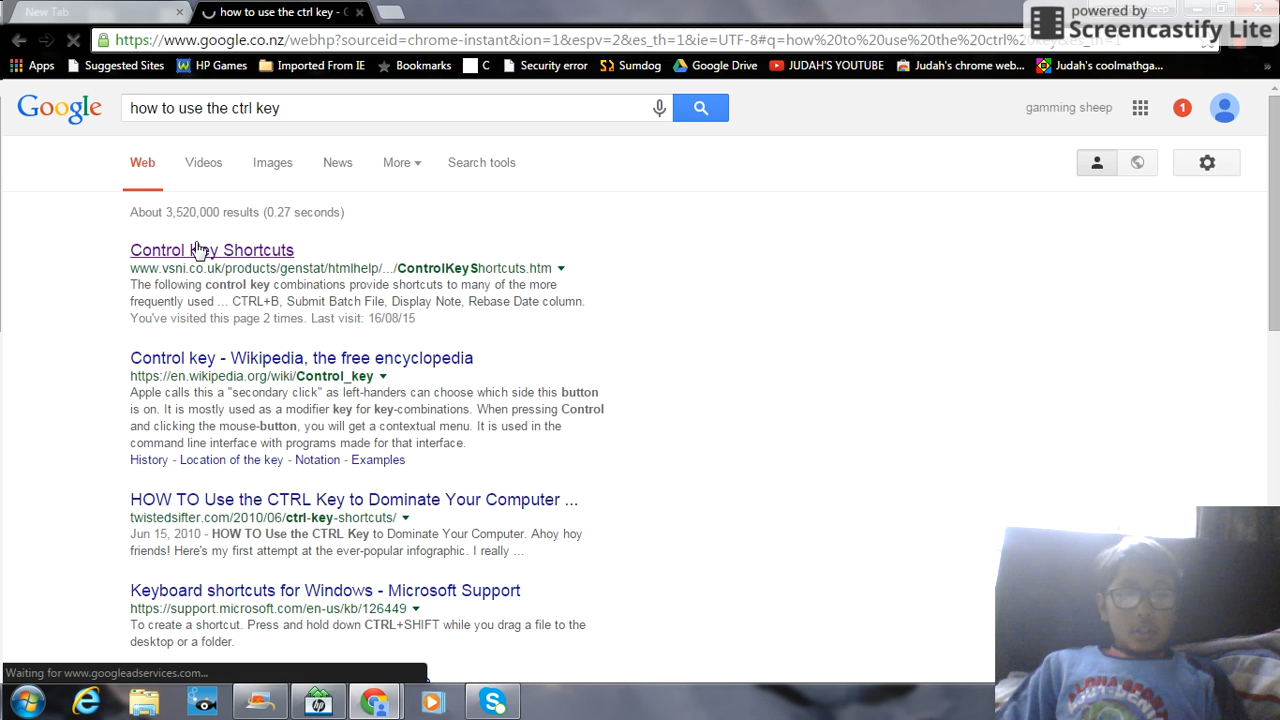 New Tab
how to use the ctrl key - G
powered by
Screencastify Lite
https://www.google.co.nz/webhp?sourceid=chrome-instant&ion=1&espv=2&es_th=1&ie=UTF-8#q=how%20to%20use%20the%20ctrl%20key&es_th=1
Apps Suggested Sites HP Games Imported From IE Bookmarks C Security error Sumdog Google Drive JUDAH'S YOUTUBE Judah's chrome web... Judah's coolmathga... »
Google how to use the ctrl key gamming sheep 1
Web Videos Images News More Search tools
About 3,520,000 results (0.27 seconds)
Control Key Shortcuts
www.vsni.co.uk/products/genstat/htmlhelp/.../ControlKeyShortcuts.htm
The following control key combinations provide shortcuts to many of the more
frequently used ... CTRL+B, Submit Batch File, Display Note, Rebase Date column.
You've visited this page 2 times. Last visit: 16/08/15
Control key - Wikipedia, the free encyclopedia
https://en.wikipedia.org/wiki/Control_key
Apple calls this a "secondary click" as left-handers can choose which side this button
is on. It is mostly used as a modifier key for key-combinations. When pressing Control
and clicking the mouse-button, you will get a contextual menu. It is used in the
command line interface with programs made for that interface.
History - Location of the key - Notation - Examples
HOW TO Use the CTRL Key to Dominate Your Computer ...
twistedsifter.com/2010/06/ctrl-key-shortcuts/
Jun 15, 2010 - HOW TO Use the CTRL Key to Dominate Your Computer. Ahoy hoy
friends! Here's my first attempt at the ever-popular infographic. I really ...
Keyboard shortcuts for Windows - Microsoft Support
https://support.microsoft.com/en-us/kb/126449
To create a shortcut. Press and hold down CTRL+SHIFT while you drag a file to the
desktop or a folder.
Waiting for www.googleadservices.com...